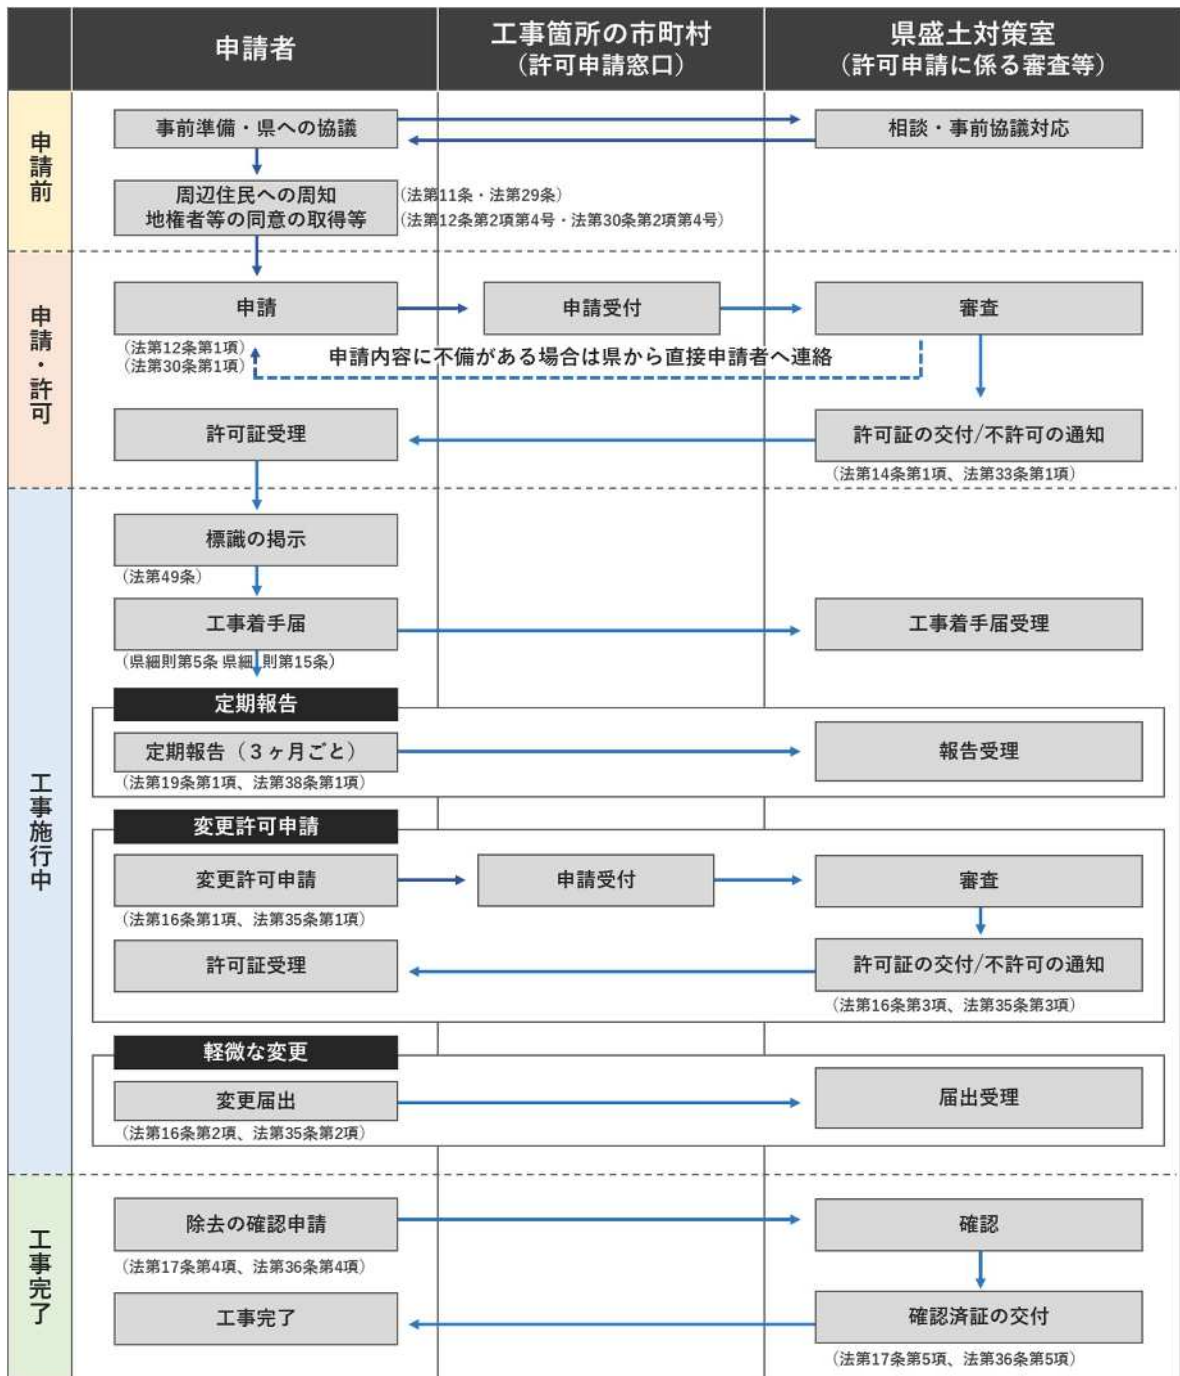 申請者
工事箇所の市町村
（許可申請窓口）
県盛土対策室
（許可申請に係る審査等）
申請前
事前準備・県への協議
相談・事前協議対応
周辺住民への周知
地権者等の同意の取得等
（法第11条・法第29条）
（法第12条第2項第4号・法第30条第2項第4号）
申請・許可
申請
申請受付
審査
（法第12条第1項）
（法第30条第1項）
申請内容に不備がある場合は県から直接申請者へ連絡
許可証受理
許可証の交付/不許可の通知
（法第14条第1項、法第33条第1項）
工事施行中
標識の掲示
（法第49条）
工事着手届
工事着手届受理
（県細則第5条 県細則第15条）
定期報告
定期報告（３ヶ月ごと）
報告受理
（法第19条第1項、法第38条第1項）
変更許可申請
変更許可申請
申請受付
審査
（法第16条第1項、法第35条第1項）
許可証受理
許可証の交付/不許可の通知
（法第16条第3項、法第35条第3項）
軽微な変更
変更届出
届出受理
（法第16条第2項、法第35条第2項）
工事完了
除去の確認申請
確認
（法第17条第4項、法第36条第4項）
工事完了
確認済証の交付
（法第17条第5項、法第36条第5項）